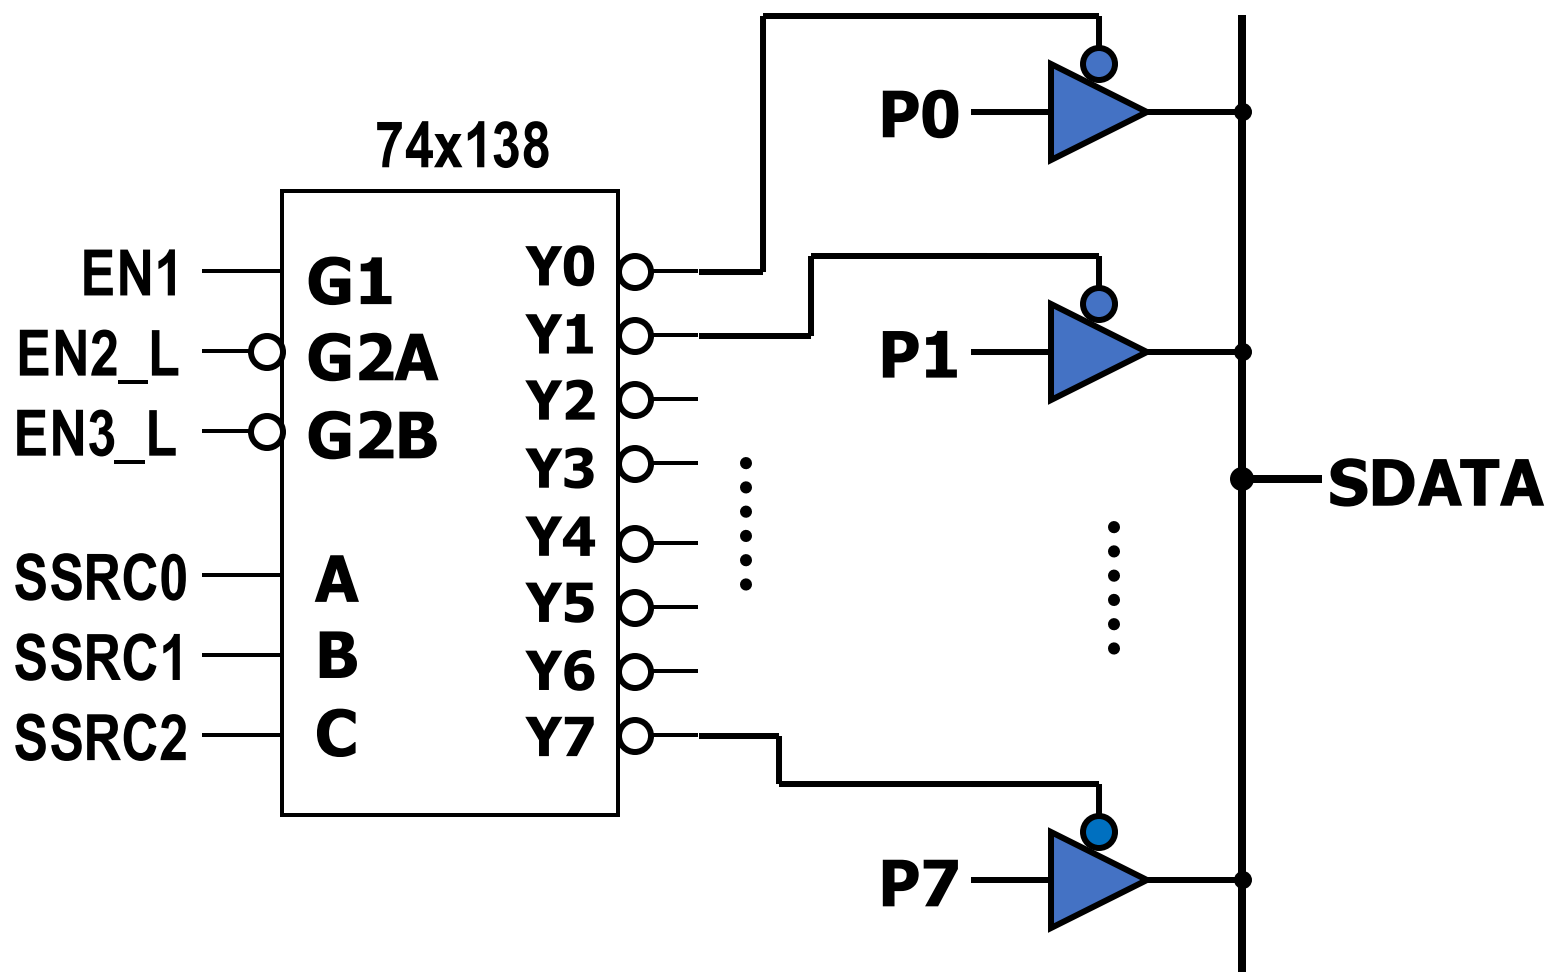 P0
74x138
EN1
G1
Y0
EN2_L
G2A
Y1
P1
EN3_L
G2B
Y2
Y3
SDATA
Y4
SSRC0
A
Y5
SSRC1
B
Y6
SSRC2
C
Y7
P7